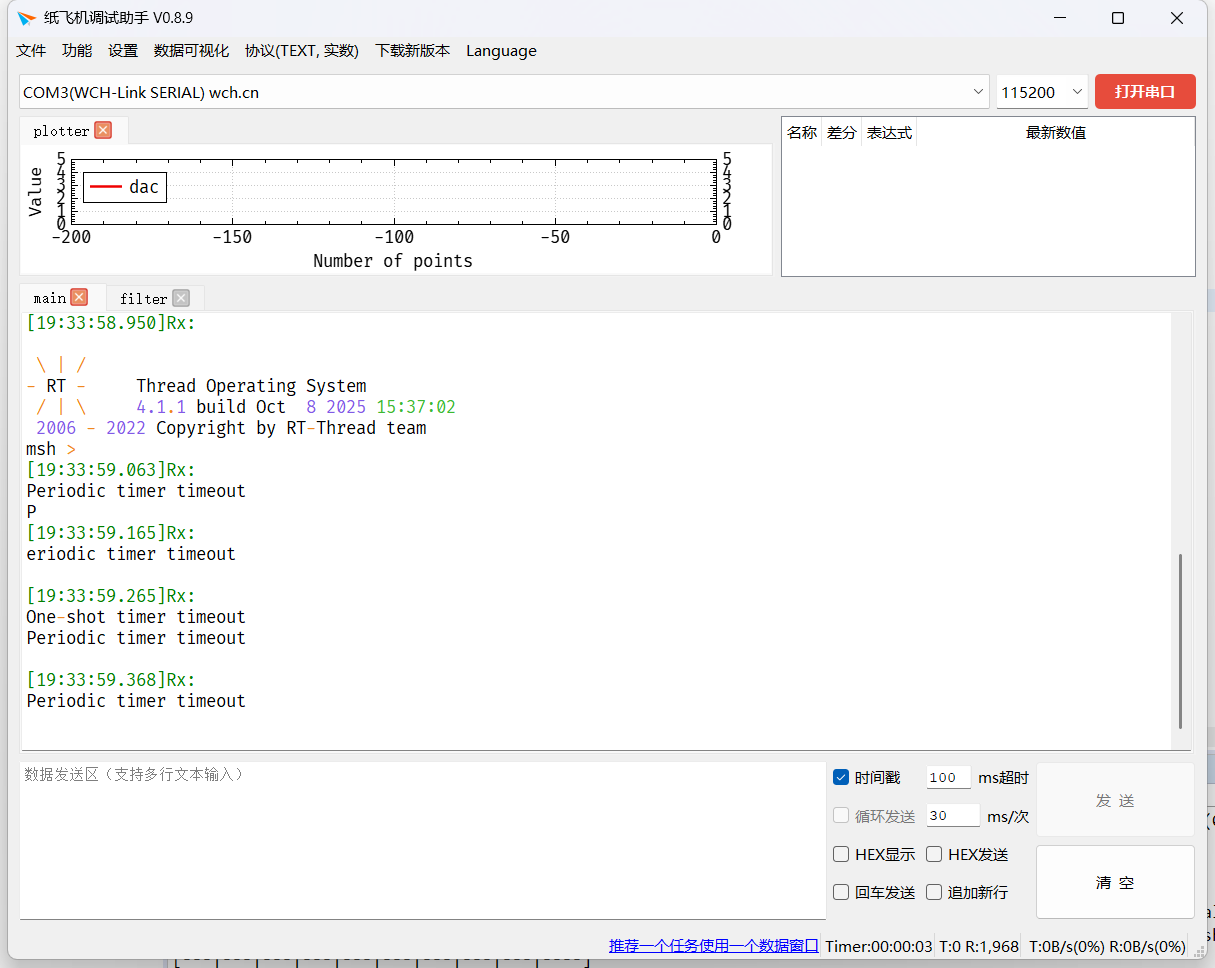 纸飞机调试助手 V0.8.9
文件 功能 设置 数据可视化 协议(TEXT, 实数) 下载新版本 Language
COM3(WCH-Link SERIAL) wch.cn 115200 打开串口
plotter
名称 差分 表达式 最新数值
Value
5 5
4 4
3 3
2 2
1 1
0 0
dac
-200 -150 -100 -50 0
Number of points
main filter
[19:33:58.950]Rx:
\ | /
- RT - Thread Operating System
/ | \ 4.1.1 build Oct 8 2025 15:37:02
2006 - 2022 Copyright by RT-Thread team
msh >
[19:33:59.063]Rx:
Periodic timer timeout
P
[19:33:59.165]Rx:
eriodic timer timeout
[19:33:59.265]Rx:
One-shot timer timeout
Periodic timer timeout
[19:33:59.368]Rx:
Periodic timer timeout
数据发送区（支持多行文本输入）
时间戳 100 ms超时
循环发送 30 ms/次
发 送
HEX显示 HEX发送
回车发送 追加新行
清 空
推荐一个任务使用一个数据窗口 Timer:00:00:03 T:0 R:1,968 T:0B/s(0%) R:0B/s(0%)